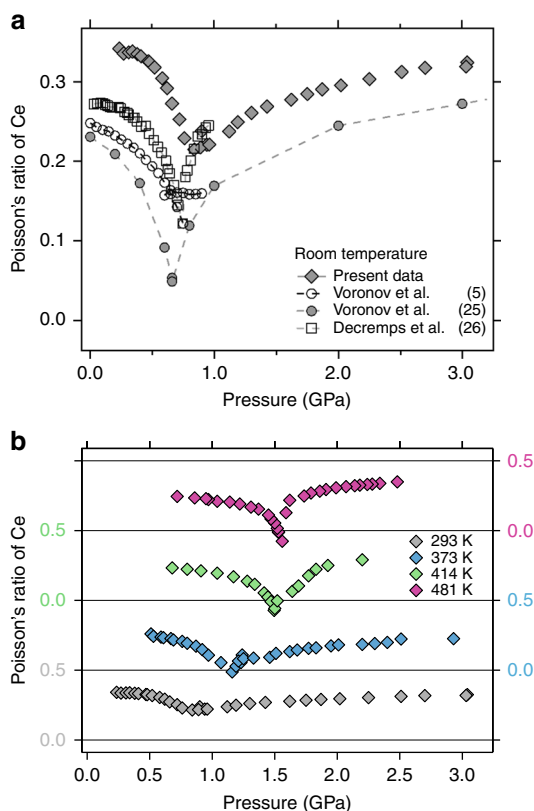 a
0.3
0.2
0.1
0.0
Poisson's ratio of Ce
Room temperature
Present data
Voronov et al. (5)
Voronov et al. (25)
Decremps et al. (26)
0.0 1.0 2.0 3.0
Pressure (GPa)
b
0.5
0.5 0.0
293 K
373 K
414 K
481 K
0.0 0.5
0.5 0.0
0.0
Poisson's ratio of Ce
0.0 0.5 1.0 1.5 2.0 2.5 3.0
Pressure (GPa)